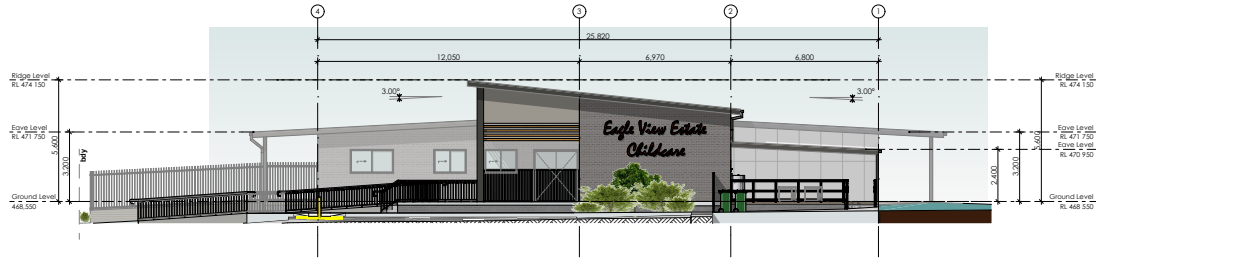 4
3
2
1
25,820
12,050
6,970
6,800
Ridge Level
RL 474 150
Ridge Level
RL 474 150
3.00°
3.00°
Eagle View Estate
Childcare
Eave Level
RL 471 750
Eave Level
RL 471 750
Eave Level
RL 470 950
5,600
3,200
bdy
5,600
3,200
2,400
Ground Level
468,550
Ground Level
RL 468 550